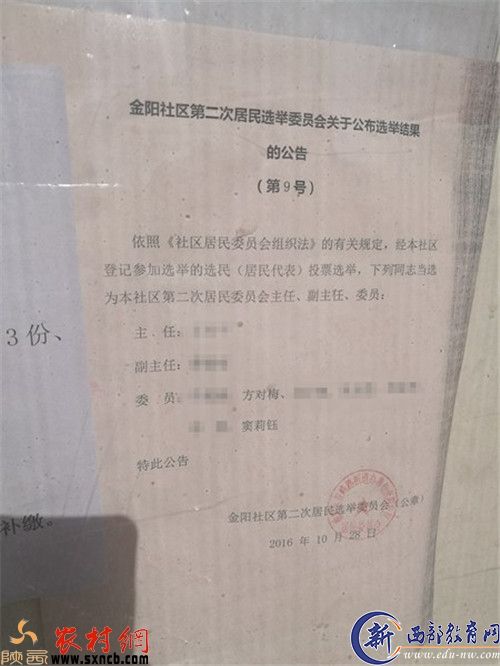 金阳社区第二次居民选举委员会关于公布选举结果
的公告
（第9号）
依照《社区居民委员会组织法》的有关规定，经本社区
登记参加选举的选民（居民代表）投票选举，下列同志当选
为本社区第二次居民委员会主任、副主任、委员：
主 任：
副主任：
委 员 方对梅、
窦莉钰
特此公告
金阳社区第二次居民选举委员会（公章）
2016 年 10 月 28 日
3 份、
补缴。
陕西农村網
www.sxncb.com
新 西部教育网
www.edu-nw.com